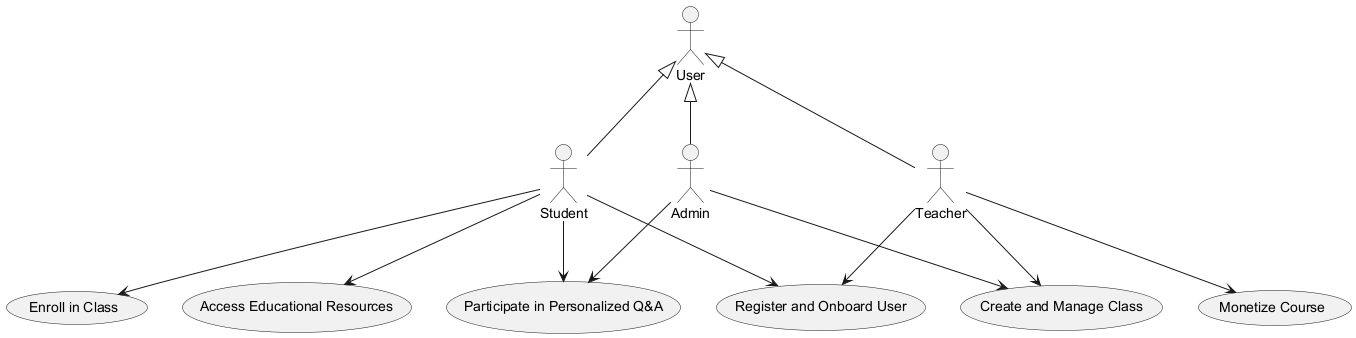 User
Student
Admin
Teacher
Enroll in Class
Access Educational Resources
Participate in Personalized Q&A
Register and Onboard User
Create and Manage Class
Monetize Course